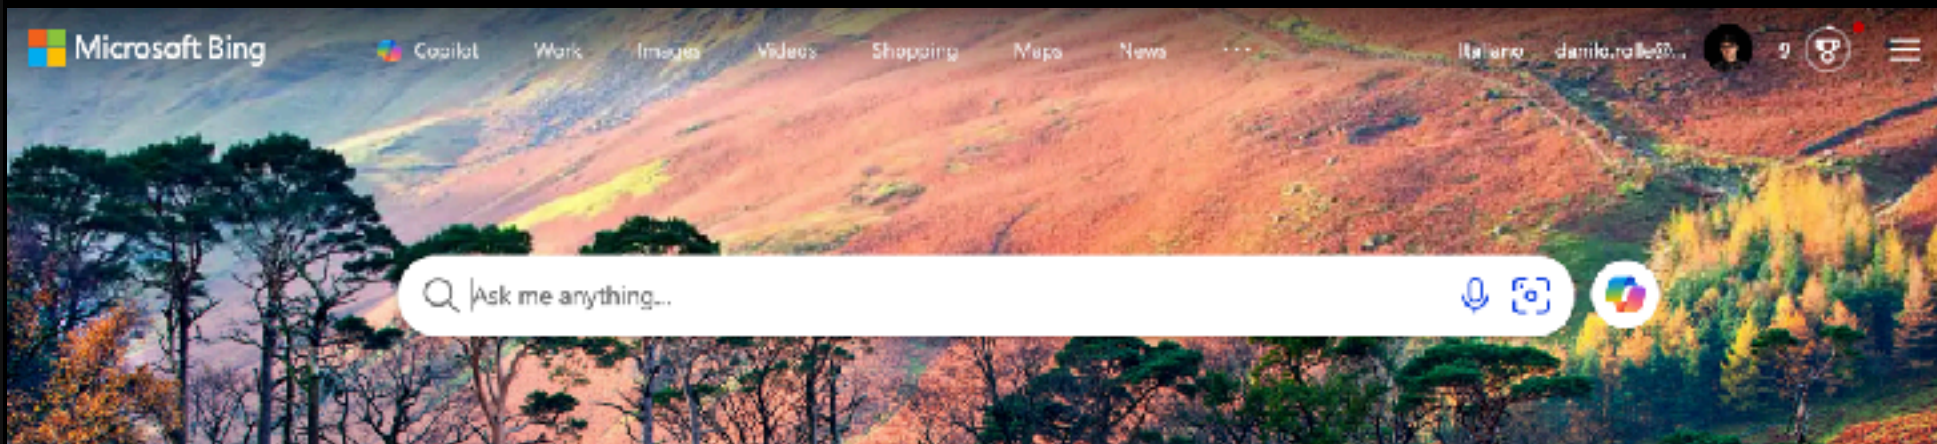 Microsoft Bing
Copilot Work Images Videos Shopping Maps News ...
Italiano 9
Ask me anything...